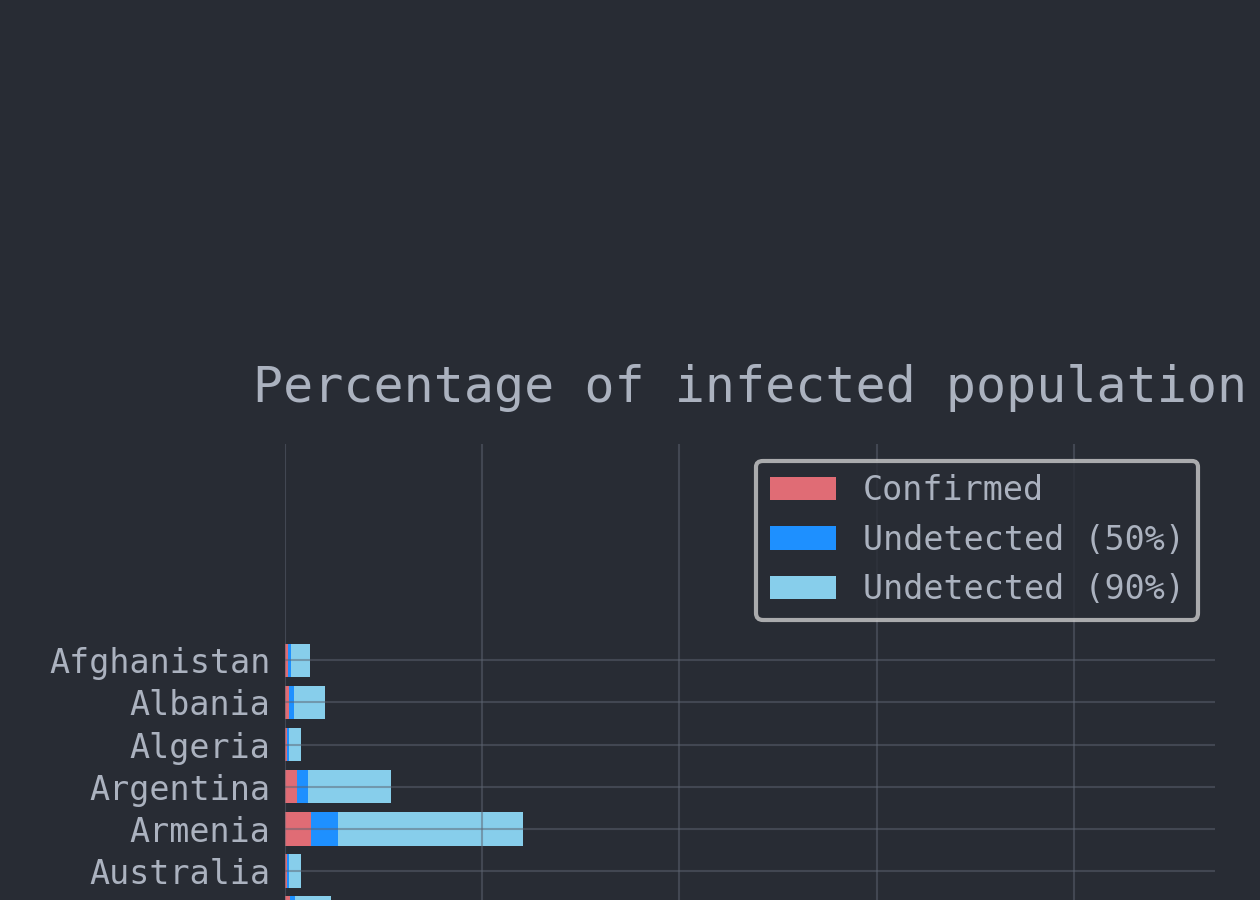 Percentage of infected population
Confirmed
Undetected (50%)
Undetected (90%)
Afghanistan
Albania
Algeria
Argentina
Armenia
Australia